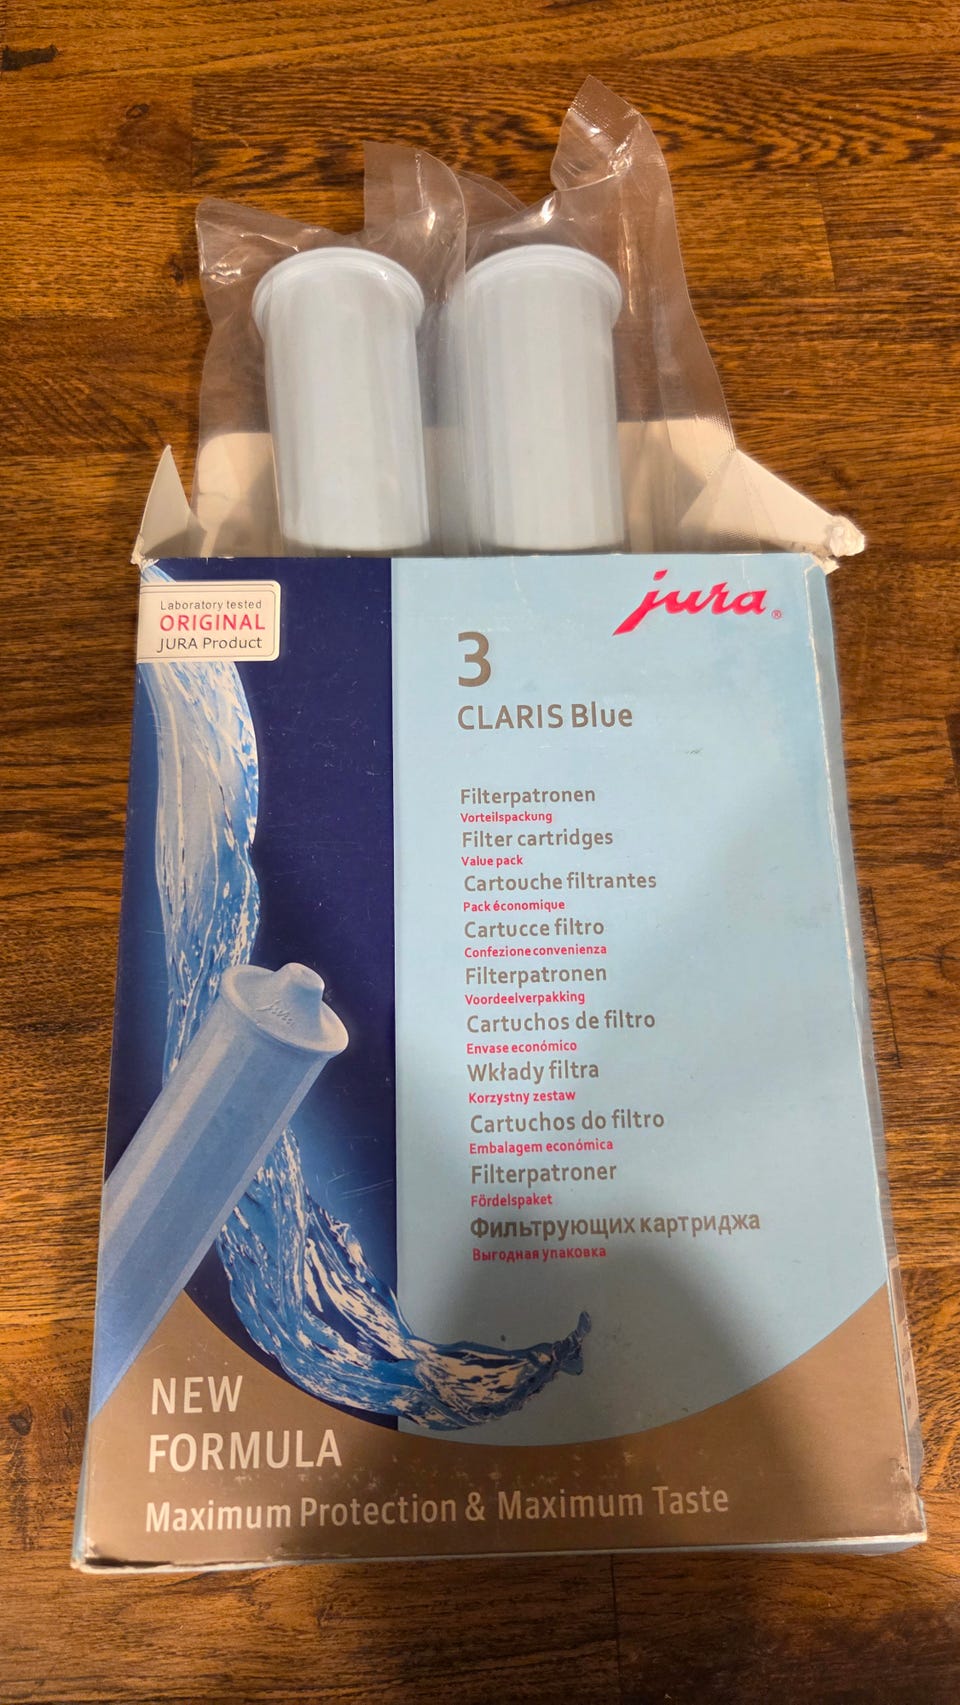 Laboratory tested
ORIGINAL
JURA Product
jura®
3
CLARIS Blue
Filterpatronen
Vorteilspackung
Filter cartridges
Value pack
Cartouche filtrantes
Pack économique
Cartucce filtro
Confezione convenienza
Filterpatronen
Voordeelverpakking
Cartuchos de filtro
Envase económico
Wkłady filtra
Korzystny zestaw
Cartuchos do filtro
Embalagem económica
Filterpatroner
Fördelspaket
Фильтрующих картриджа
Выгодная упаковка
jura
NEW
FORMULA
Maximum Protection & Maximum Taste